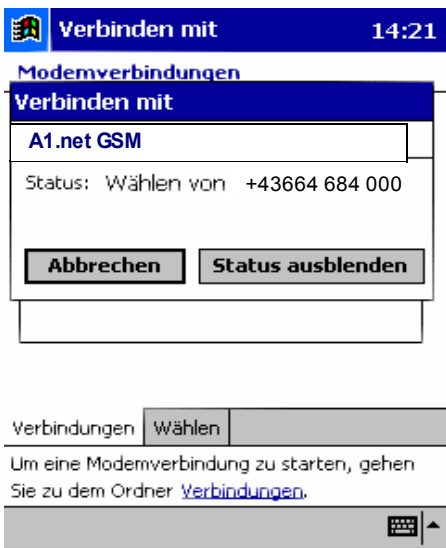 Verbinden mit 14:21
Modemverbindungen
Verbinden mit
A1.net GSM
Status: Wählen von +43664 684 000
Abbrechen Status ausblenden
Verbindungen Wählen
Um eine Modemverbindung zu starten, gehen
Sie zu dem Ordner Verbindungen.